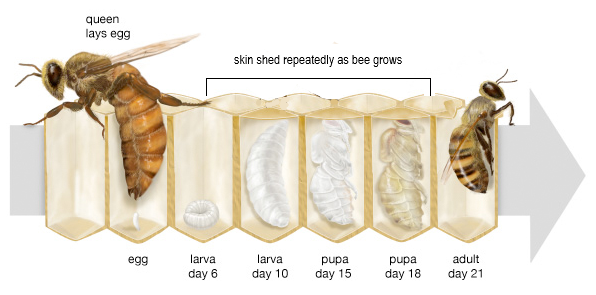 queen
lays egg
skin shed repeatedly as bee grows
egg
larva
day 6
larva
day 10
pupa
day 15
pupa
day 18
adult
day 21